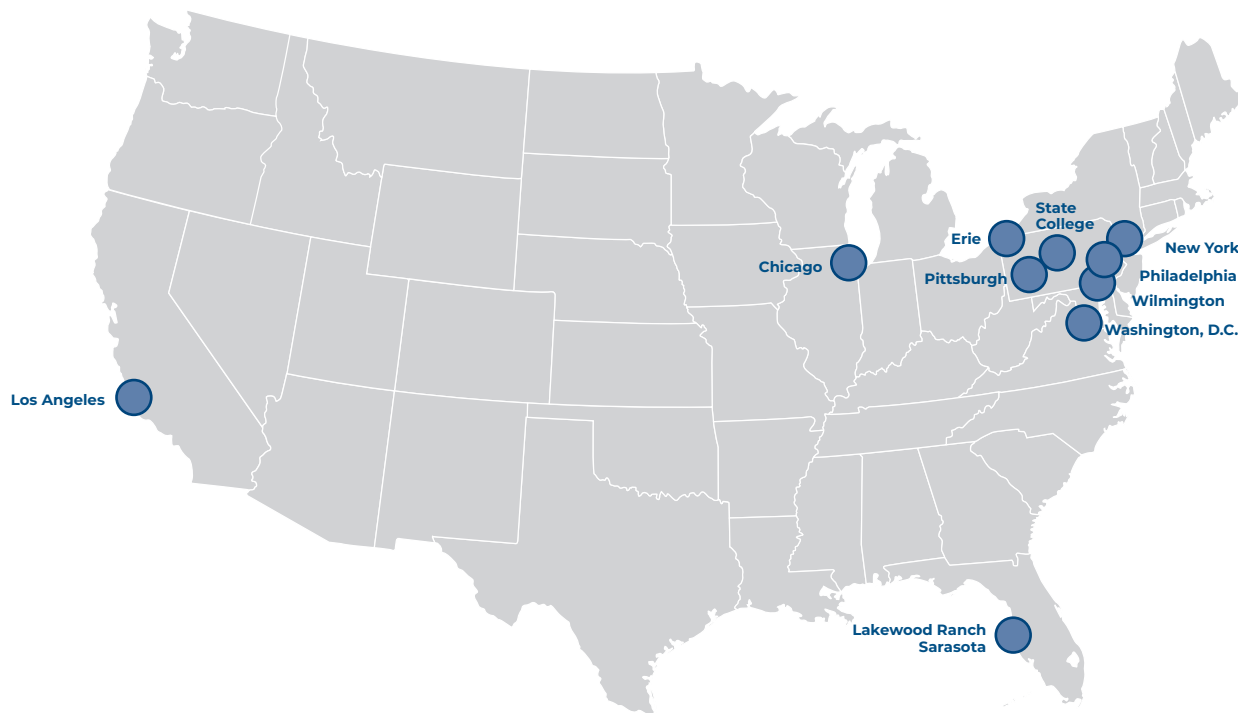 State
College
Erie
New York
Chicago
Pittsburgh
Philadelphia
Wilmington
Washington, D.C.
Los Angeles
Lakewood Ranch
Sarasota